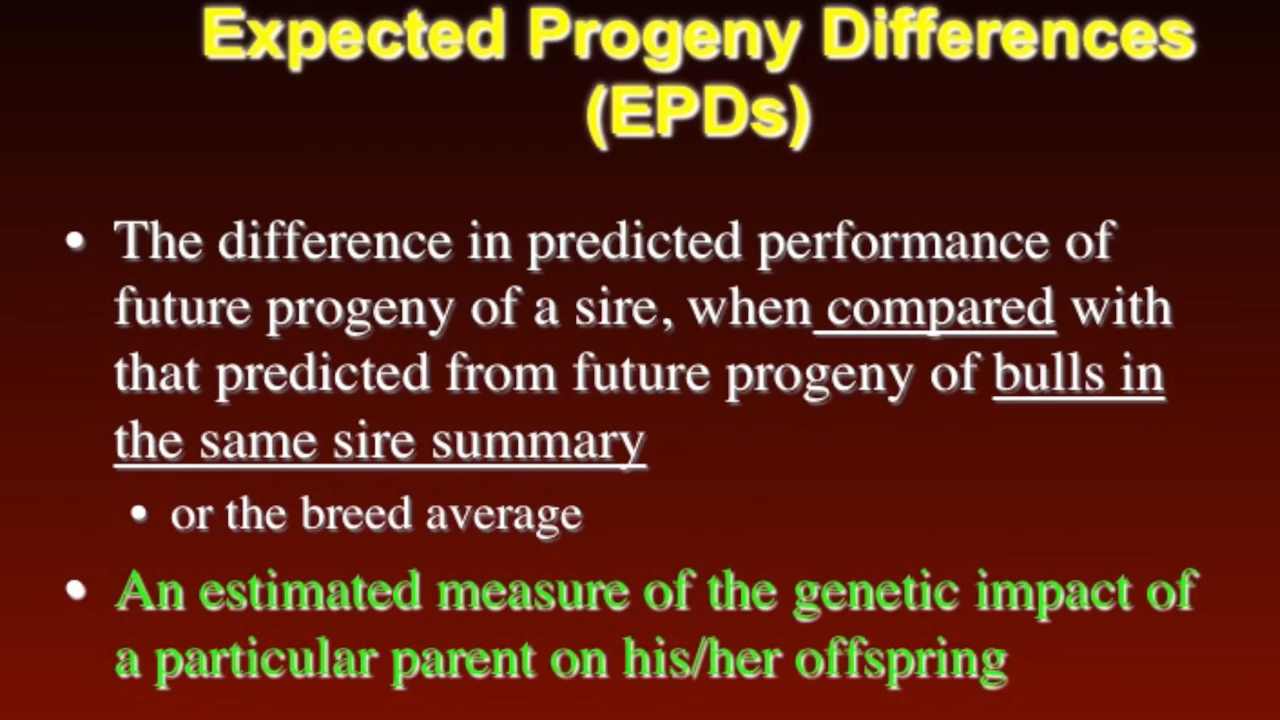 Expected Progeny Differences
(EPDs)
• The difference in predicted performance of
future progeny of a sire, when compared with
that predicted from future progeny of bulls in
the same sire summary
• or the breed average
• An estimated measure of the genetic impact of
a particular parent on his/her offspring